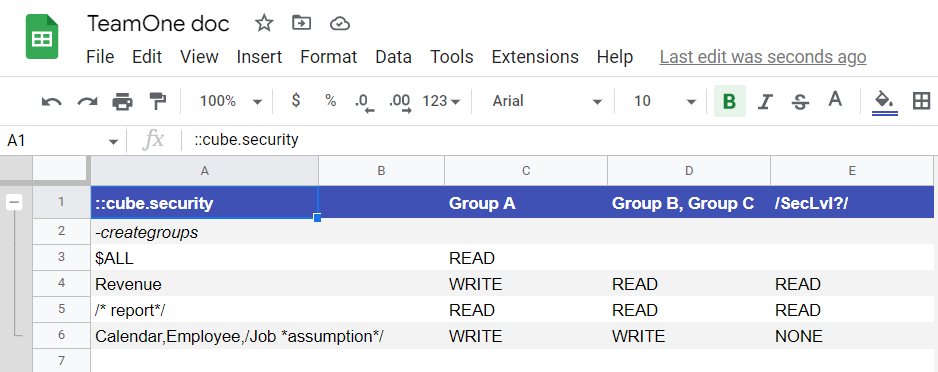 TeamOne doc
File Edit View Insert Format Data Tools Extensions Help Last edit was seconds ago
100% $ % .0 .00 123 Arial 10 B I S A
A1 fx ::cube.security
A B C D E
1 ::cube.security Group A Group B, Group C /SecLvl?/
2 -creategroups
3 $ALL READ
4 Revenue WRITE READ READ
5 /* report*/ READ READ READ
6 Calendar,Employee,/Job *assumption*/ WRITE WRITE NONE
7